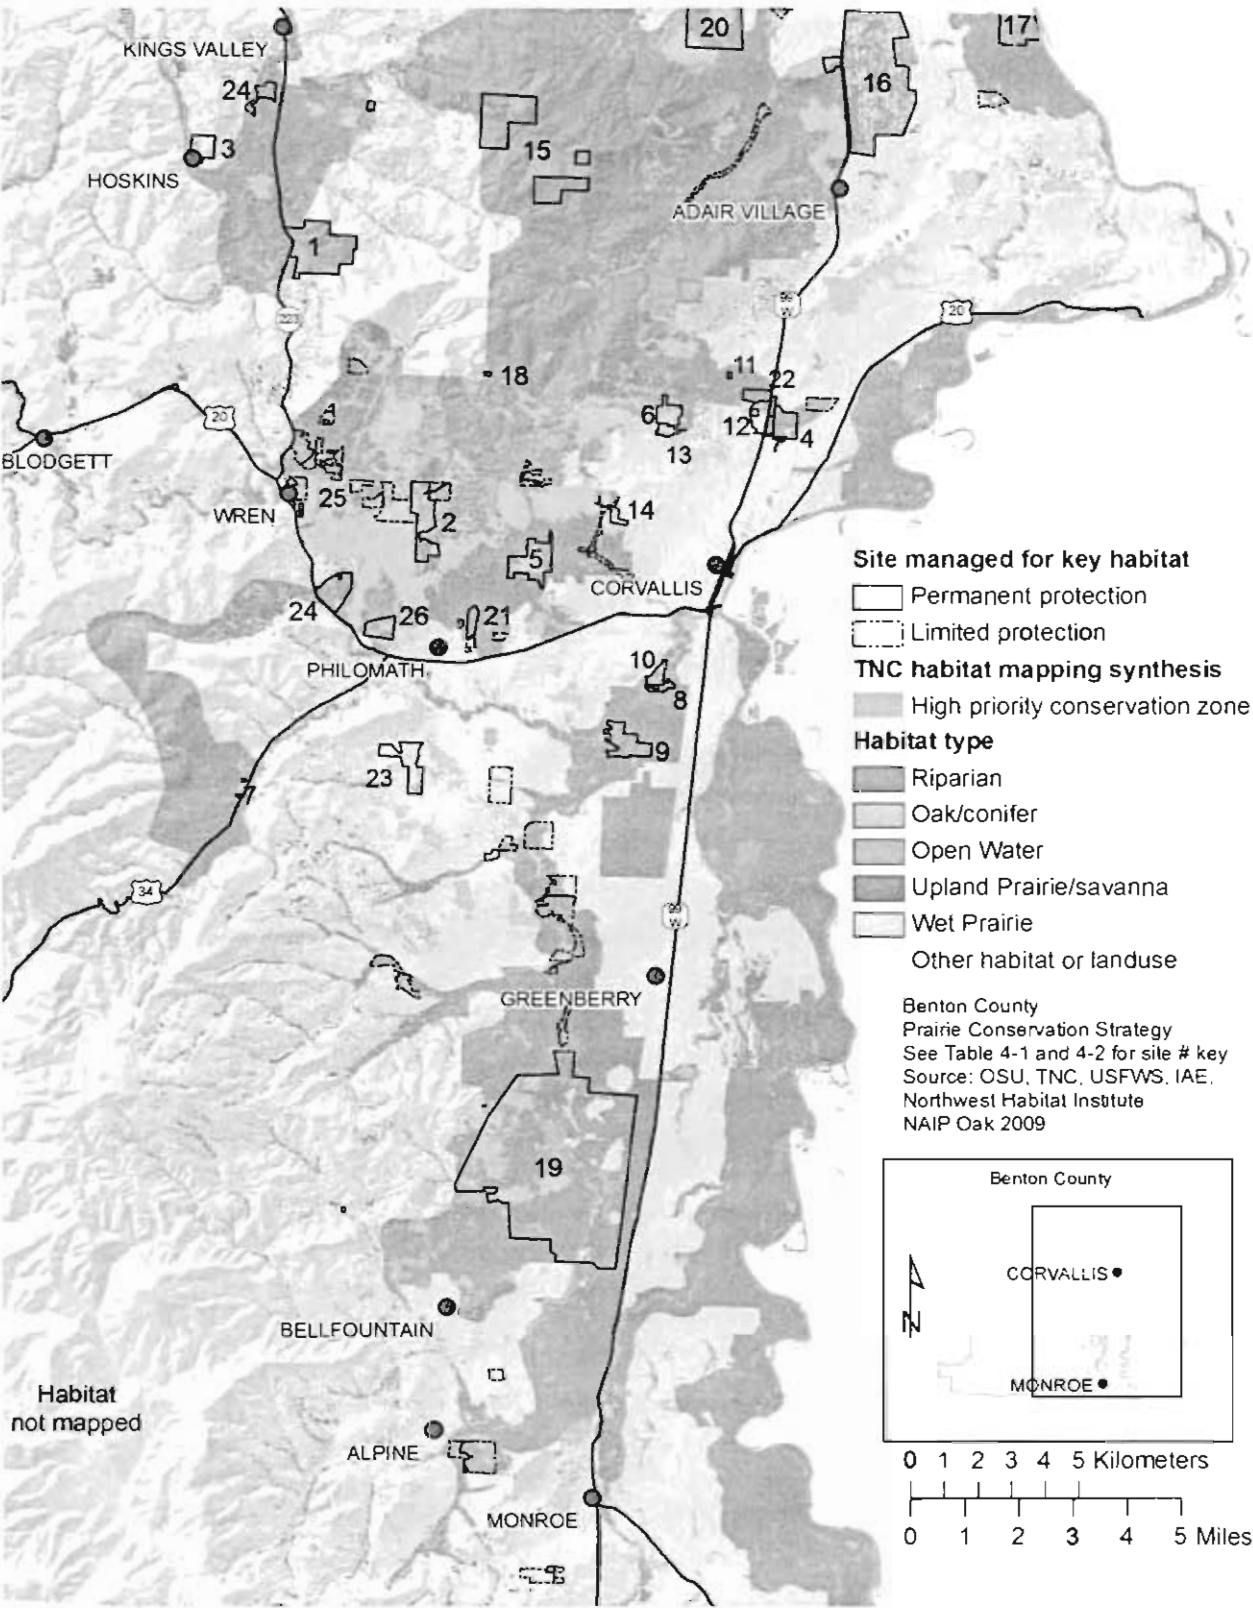 20
17
KINGS VALLEY
16
24
3
15
HOSKINS
ADAIR VILLAGE
1
99
W
20
223
11
18
22
6
20
12
4
13
BLODGETT
25
WREN
14
2
5
Site managed for key habitat
CORVALLIS
Permanent protection
24
26
21
Limited protection
PHILOMATH
10
TNC habitat mapping synthesis
8
High priority conservation zone
Habitat type
9
23
Riparian
7
Oak/conifer
Open Water
34
Upland Prairie/savanna
99
W
Wet Prairie
Other habitat or landuse
GREENBERRY
Benton County
Prairie Conservation Strategy
See Table 4-1 and 4-2 for site # key
Source: OSU, TNC, USFWS, IAE,
Northwest Habitat Institute
NAIP Oak 2009
19
Benton County
CORVALLIS
N
BELLFOUNTAIN
MONROE
Habitat
not mapped
ALPINE
0 1 2 3 4 5 Kilometers
MONROE
0 1 2 3 4 5 Miles